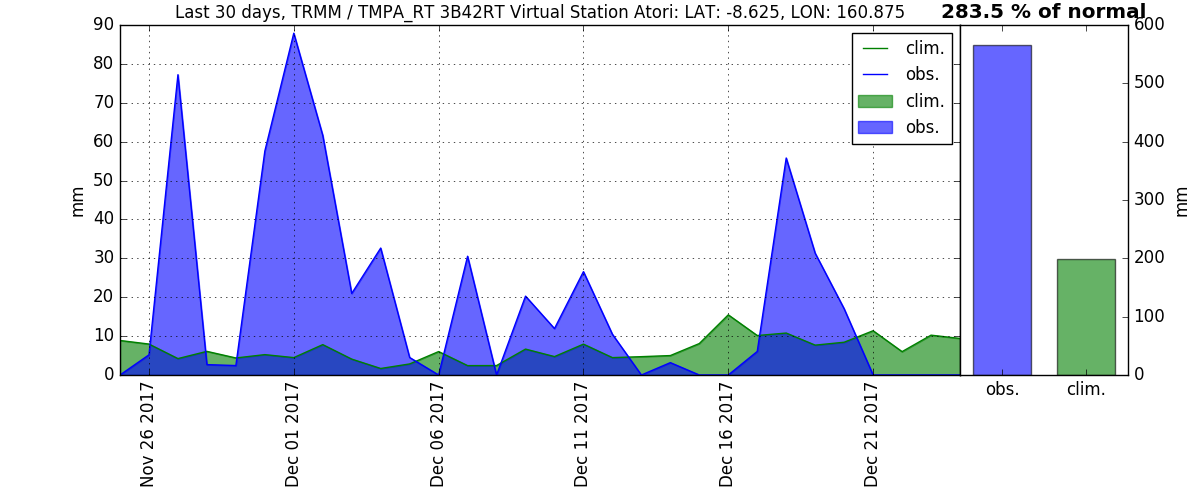 Last 30 days, TRMM / TMPA_RT 3B42RT Virtual Station Atori: LAT: -8.625, LON: 160.875
283.5 % of normal
90
80
70
60
50
40
30
20
10
0
mm
clim.
obs.
clim.
obs.
Nov 26 2017
Dec 01 2017
Dec 06 2017
Dec 11 2017
Dec 16 2017
Dec 21 2017
600
500
400
300
200
100
0
mm
obs.
clim.